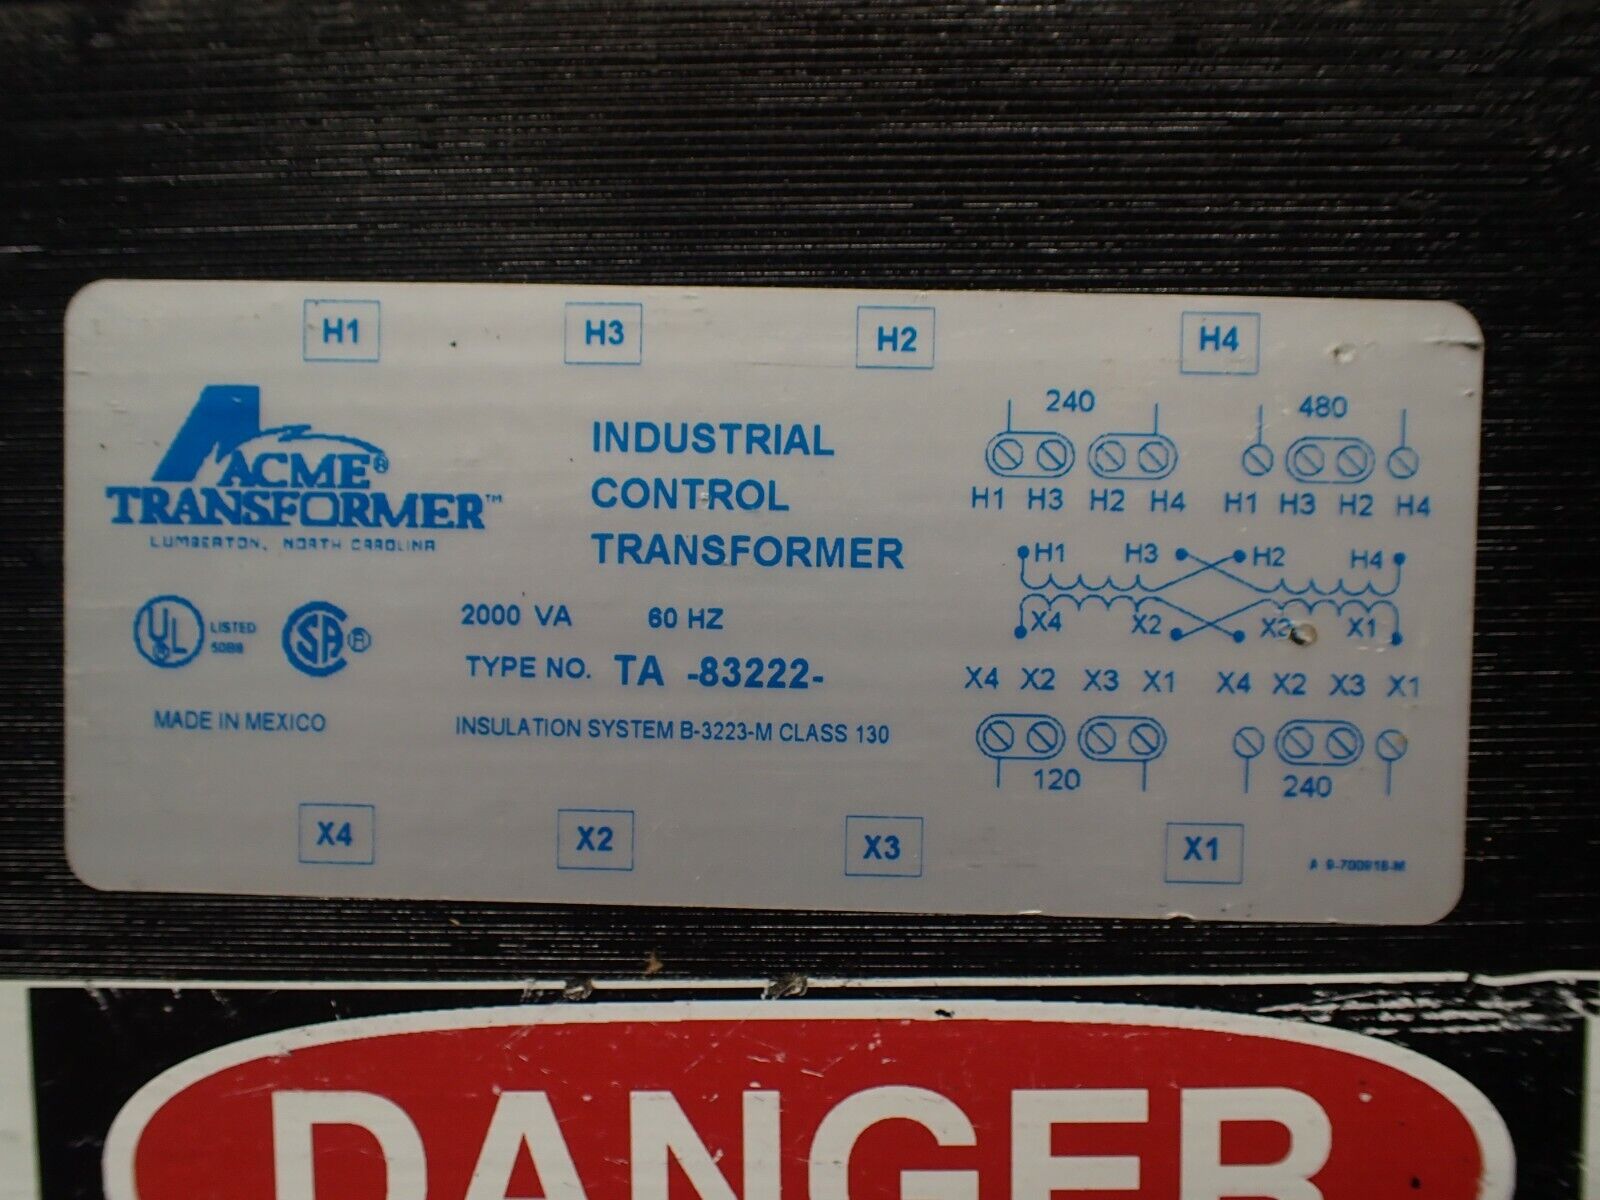 H1 H3 H2 H4
ACME®
TRANSFORMER™
LUMBERTON, NORTH CAROLINA
INDUSTRIAL
CONTROL
TRANSFORMER
UL® LISTED
50B8
SA®
2000 VA 60 HZ
TYPE NO. TA -83222-
MADE IN MEXICO
INSULATION SYSTEM B-3223-M CLASS 130
240 480
H1 H3 H2 H4 H1 H3 H2 H4
H1 H3 H2 H4
X4 X2 X1
X4 X2 X3 X1 X4 X2 X3 X1
120 240
X4 X2 X3 X1
DANGER